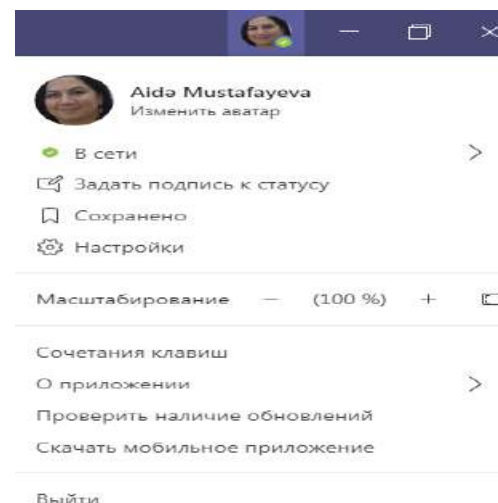 Aidə Mustafayeva
Изменить аватар
В сети
Задать подпись к статусу
Сохранено
Настройки
Масштабирование — (100 %) +
Сочетания клавиш
О приложении
Проверить наличие обновлений
Скачать мобильное приложение
Выйти